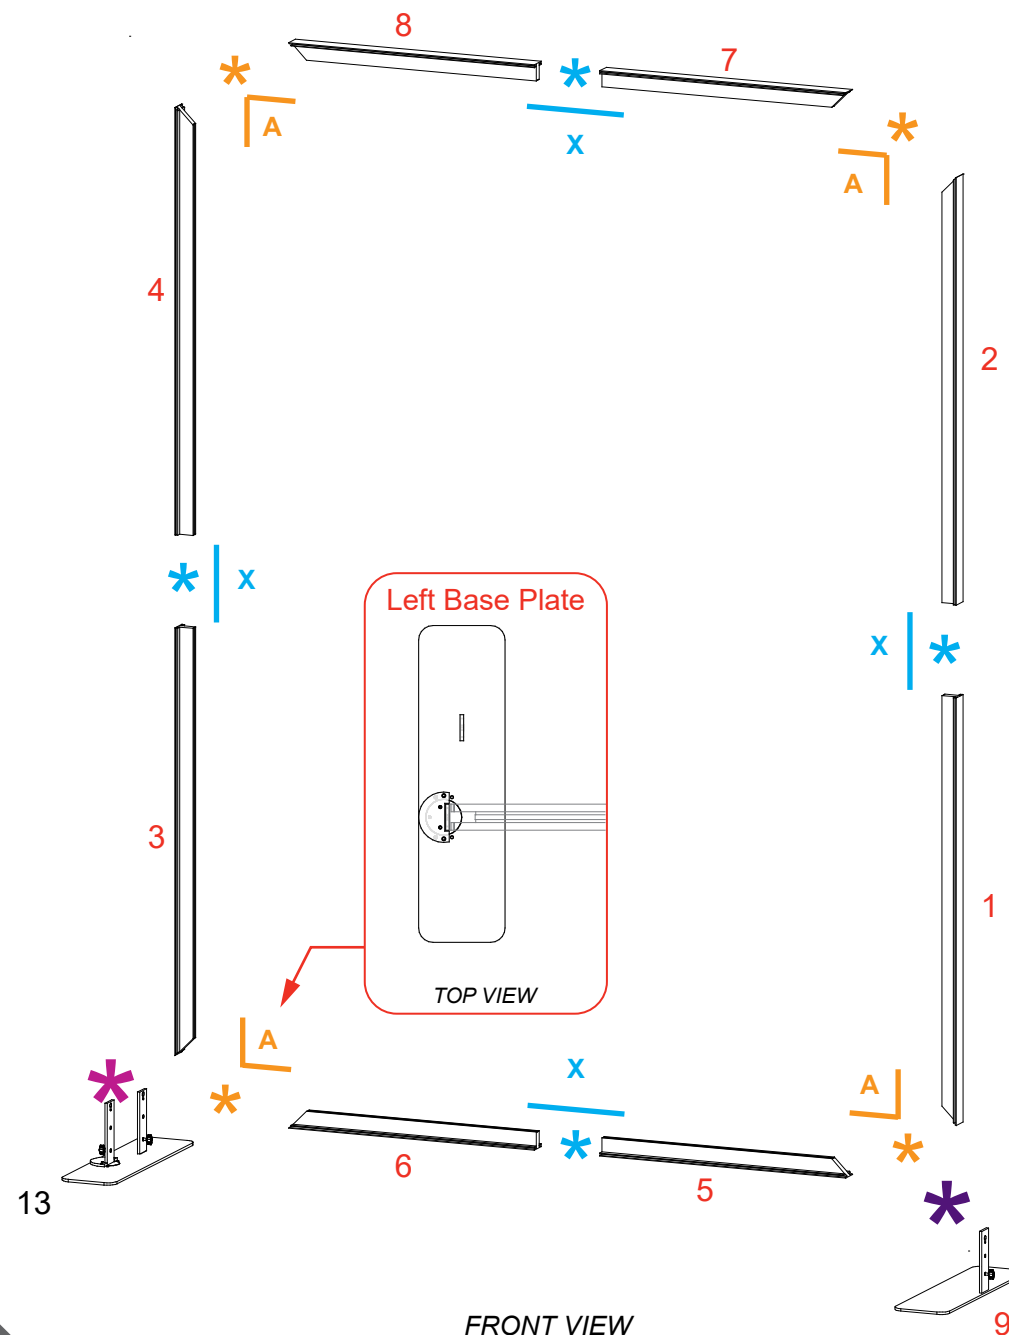 8
7
* * *
A X A
4
2
* X X *
Left Base Plate
3
1
TOP VIEW
A X A
* * * *
6
5
13
*
9
FRONT VIEW